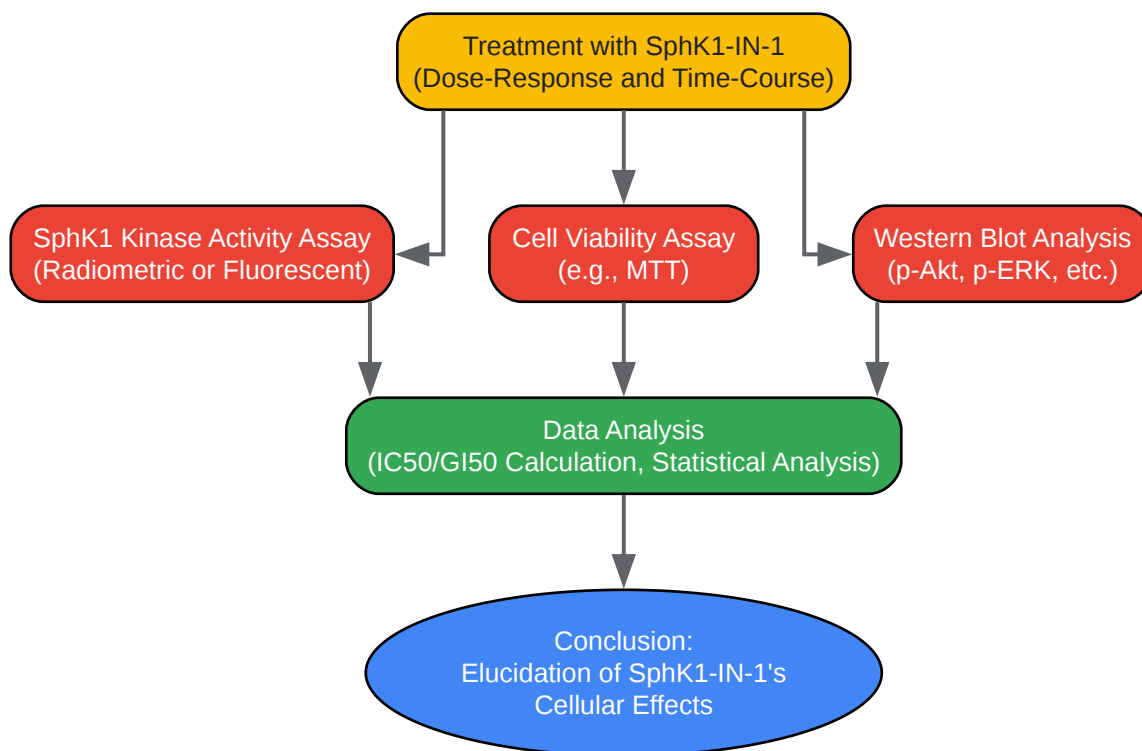 Treatment with SphK1-IN-1
(Dose-Response and Time-Course)
SphK1 Kinase Activity Assay
(Radiometric or Fluorescent)
Cell Viability Assay
(e.g., MTT)
Western Blot Analysis
(p-Akt, p-ERK, etc.)
Data Analysis
(IC50/GI50 Calculation, Statistical Analysis)
Conclusion:
Elucidation of SphK1-IN-1's
Cellular Effects